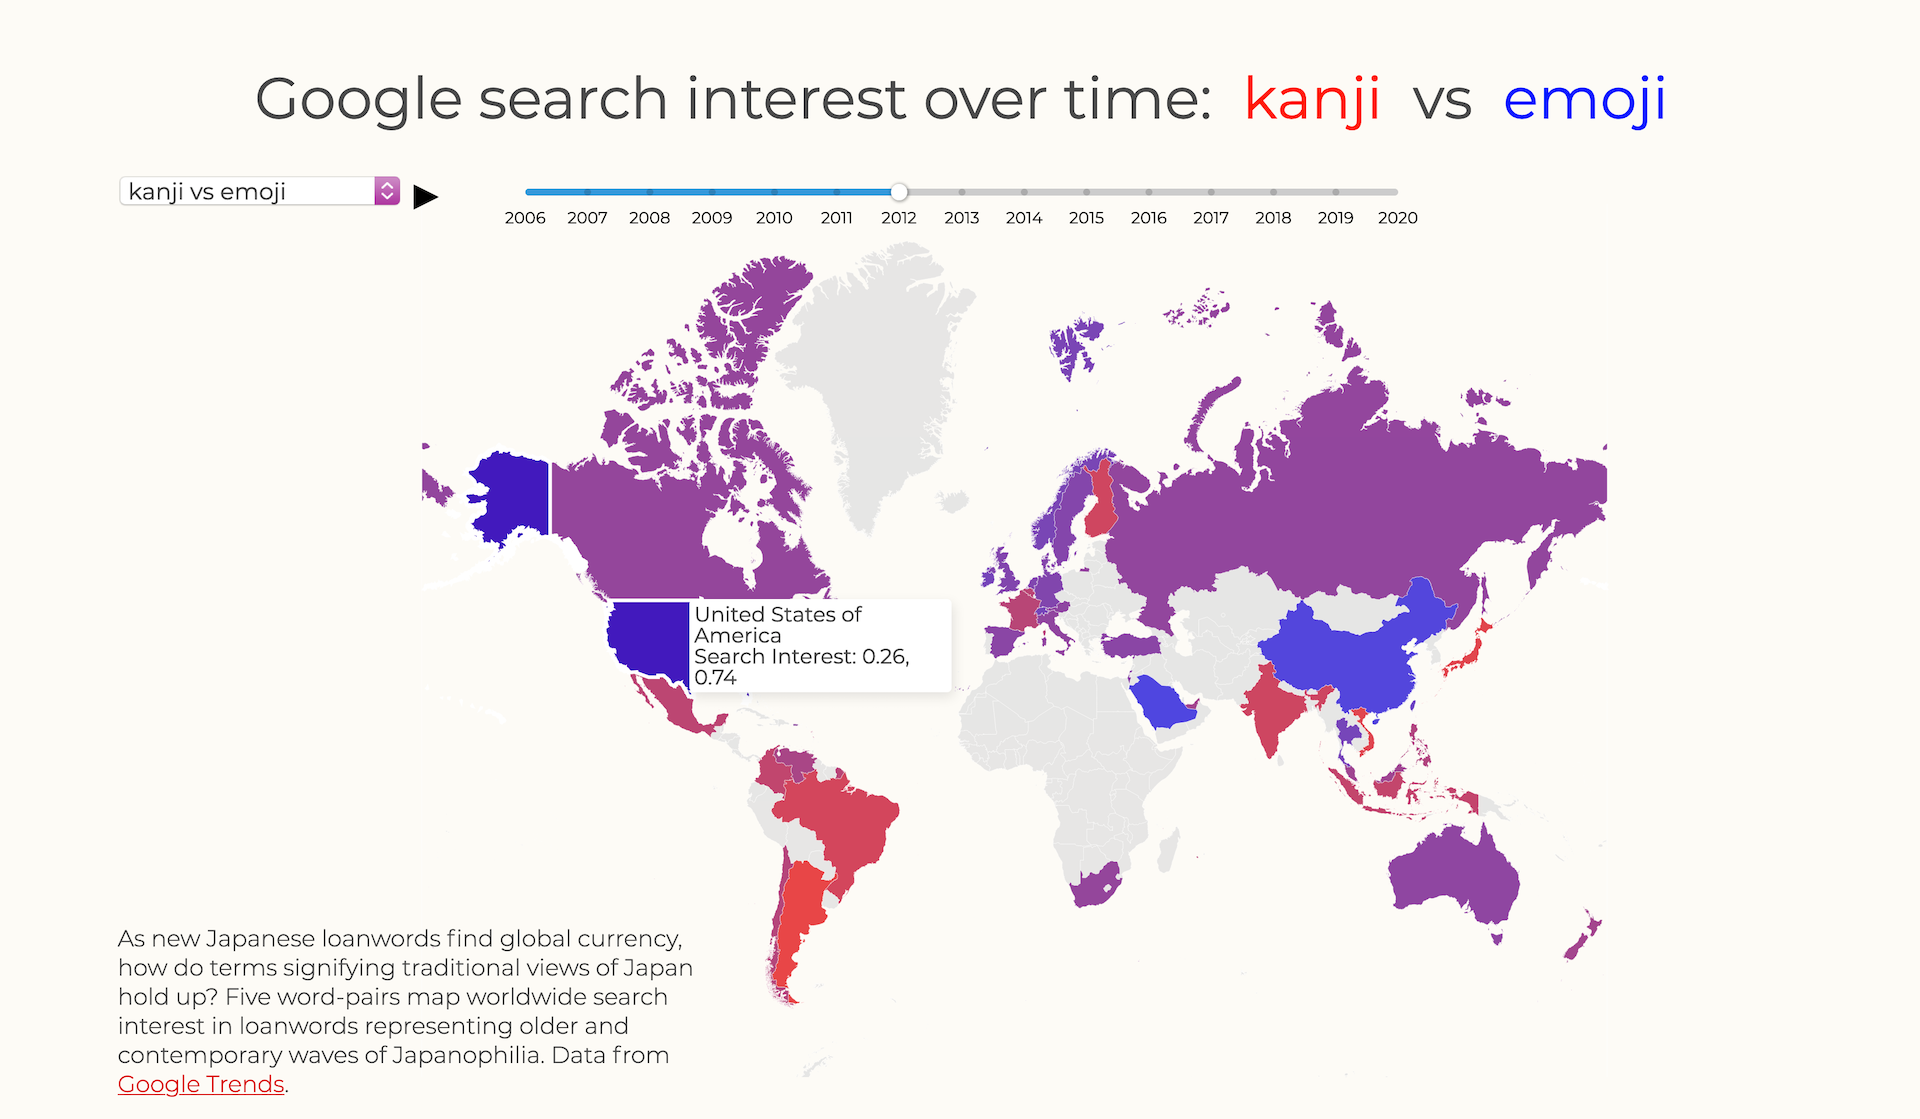 Google search interest over time: kanji vs emoji
kanji vs emoji
2006 2007 2008 2009 2010 2011 2012 2013 2014 2015 2016 2017 2018 2019 2020
United States of
America
Search Interest: 0.26,
0.74
As new Japanese loanwords find global currency,
how do terms signifying traditional views of Japan
hold up? Five word-pairs map worldwide search
interest in loanwords representing older and
contemporary waves of Japanophilia. Data from
Google Trends.